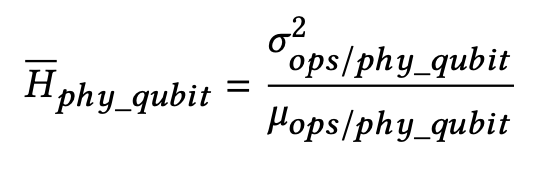 H̅_phy_qubit = σ²_ops/phy_qubit / μ_ops/phy_qubit